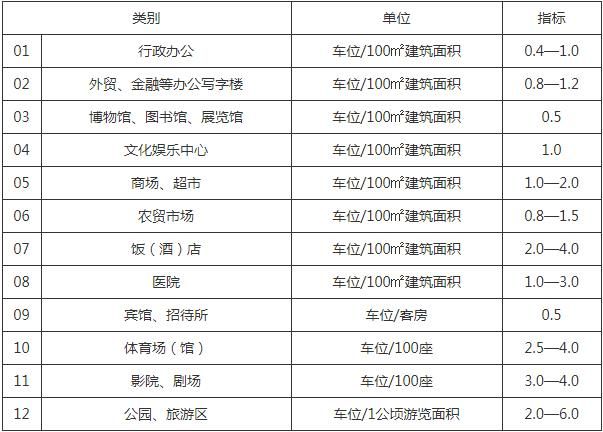 类别 单位 指标
01 行政办公 车位/100㎡建筑面积 0.4—1.0
02 外贸、金融等办公写字楼 车位/100㎡建筑面积 0.8—1.2
03 博物馆、图书馆、展览馆 车位/100㎡建筑面积 0.5
04 文化娱乐中心 车位/100㎡建筑面积 1.0
05 商场、超市 车位/100㎡建筑面积 1.0—2.0
06 农贸市场 车位/100㎡建筑面积 0.8—1.5
07 饭（酒）店 车位/100㎡建筑面积 2.0—4.0
08 医院 车位/100㎡建筑面积 1.0—3.0
09 宾馆、招待所 车位/客房 0.5
10 体育场（馆） 车位/100座 2.5—4.0
11 影院、剧场 车位/100座 3.0—4.0
12 公园、旅游区 车位/1公顷游览面积 2.0—6.0